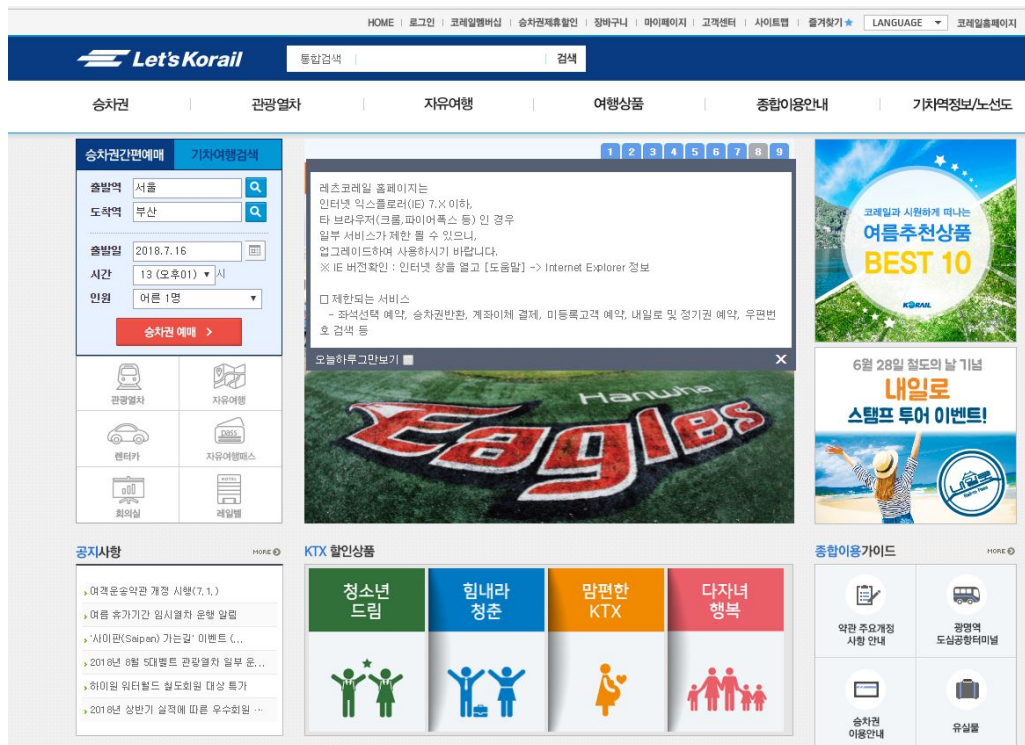 HOME 로그인 코레일멤버십 승차권제휴할인 장바구니 마이페이지 고객센터 사이트맵 즐겨찾기 LANGUAGE 코레일홈페이지
Let's Korail 통합검색 검색
승차권 관광열차 자유여행 여행상품 종합이용안내 기차역정보/노선도
승차권간편예매 기차여행검색
출발역 서울
도착역 부산
출발일 2018.7.16
시간 13 (오후01) 시
인원 어른 1명
승차권 예매 >
관광열차 자유여행
렌터카 pass 자유여행패스
회의실 HOTEL 레일텔
1 2 3 4 5 6 7 8 9
레츠코레일 홈페이지는
인터넷 익스플로러(IE) 7.X 이하,
타 브라우저(크롬,파이어폭스 등) 인 경우
일부 서비스가 제한 될 수 있으니,
업그레이드하여 사용하시기 바랍니다.
※ IE 버전확인 : 인터넷 창을 열고 [도움말] -> Internet Explorer 정보
□ 제한되는 서비스
- 좌석선택 예약, 승차권반환, 계좌이체 결제, 미등록고객 예약, 내일로 및 정기권 예약, 우편번
호 검색 등
오늘하루그만보기 X
Hanwha
Eagles
코레일과 시원하게 떠나는
여름추천상품
BEST 10
KORAIL
6월 28일 철도의 날 기념
내일로
스탬프 투어 이벤트!
공지사항 MORE
여객운송약관 개정 시행(7.1.)
여름 휴가기간 임시열차 운행 알림
'사이판(Saipan) 가는길' 이벤트 (...
2018년 8월 5대벨트 관광열차 일부 운...
하이원 워터월드 철도회원 대상 특가
2018년 상반기 실적에 따른 우수회원 ...
KTX 할인상품
청소년
드림
힘내라
청춘
맘편한
KTX
다자녀
행복
종합이용가이드 MORE
약관 주요개정
사항 안내
광명역
도심공항터미널
승차권
이용안내
유실물